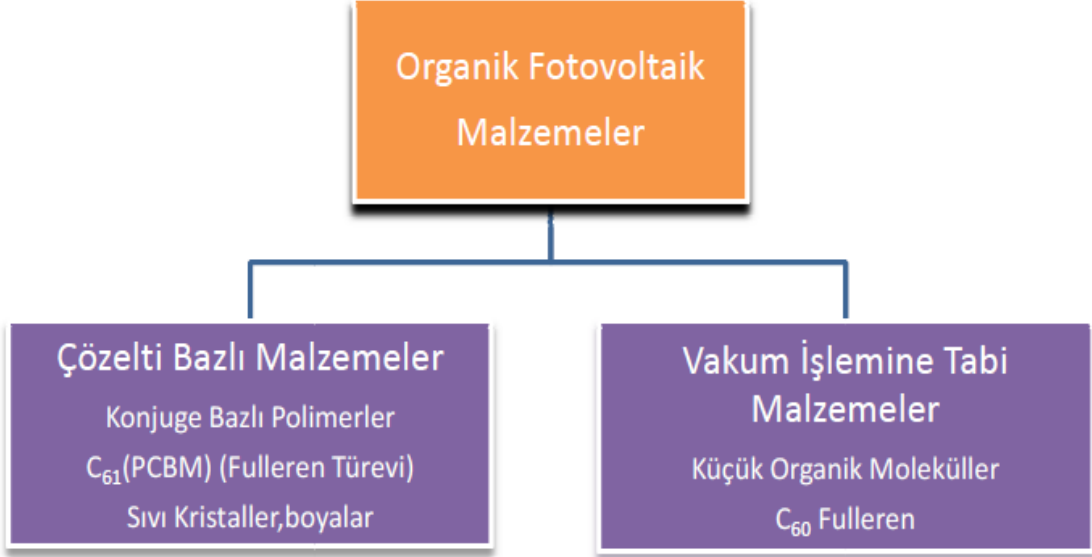 Organik Fotovoltaik
Malzemeler
Çözelti Bazlı Malzemeler
Konjuge Bazlı Polimerler
C₆₁(PCBM) (Fulleren Türevi)
Sıvı Kristaller,boyalar
Vakum İşlemine Tabi
Malzemeler
Küçük Organik Moleküller
C₆₀ Fulleren